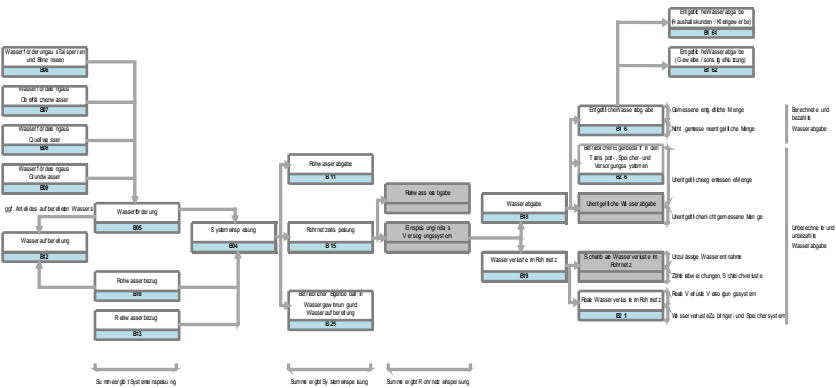 Entgeltliche Wasserabgabe
(Haushaltskunden / Kleingewerbe)
B1 61
Entgeltliche Wasserabgabe
(Gewerbe / sonstige Nutzung)
B1 62
Wasserförderung aus Talsperren
und Binnenseen
B06
Wasserförderung aus
Oberflächenwasser
B07
Wasserförderung aus
Quellwasser
B08
Wasserförderung aus
Grundwasser
B09
ggf. Anteil des aufbereiteten Wassers
Wasserförderung
B05
Wasseraufbereitung
B12
Rohwasserbezug
B10
Reinwasserbezug
B13
Systemeinspeisung
B04
Rohwasserabgabe
B11
Rohrnetzeinspeisung
B15
Betrieblicher Eigenbedarf in
Wassergewinnung und
Wasseraufbereitung
B25
Reinwasserabgabe
Einspeisung in das
Versorgungssystem
Wasserabgabe
B18
Wasserverluste im Rohrnetz
B19
Entgeltliche Wasserabgabe
B16
Betrieblicher Eigenbedarf in den
Transport-, Speicher- und
Versorgungssystemen
B26
Unentgeltliche Wasserabgabe
Scheinbare Wasserverluste im
Rohrnetz
Reale Wasserverluste im Rohrnetz
B21
Gemessene entgeltliche Menge
Nicht gemessene entgeltliche Menge
Unentgeltliche gemessene Menge
Unentgeltliche nicht gemessene Menge
Unzulässige Wasserentnahme
Zählerabweichungen, Schleichverluste
Reale Verluste Versorgungssystem
Wasserverluste Zubringer- und Speichersystem
Berechnete und
bezahlte
Wasserabgabe
Unberechnete und
unbezahlte
Wasserabgabe
Summe ergibt Systemeinspeisung
Summe ergibt Systemeinspeisung
Summe ergibt Rohrnetzeinspeisung